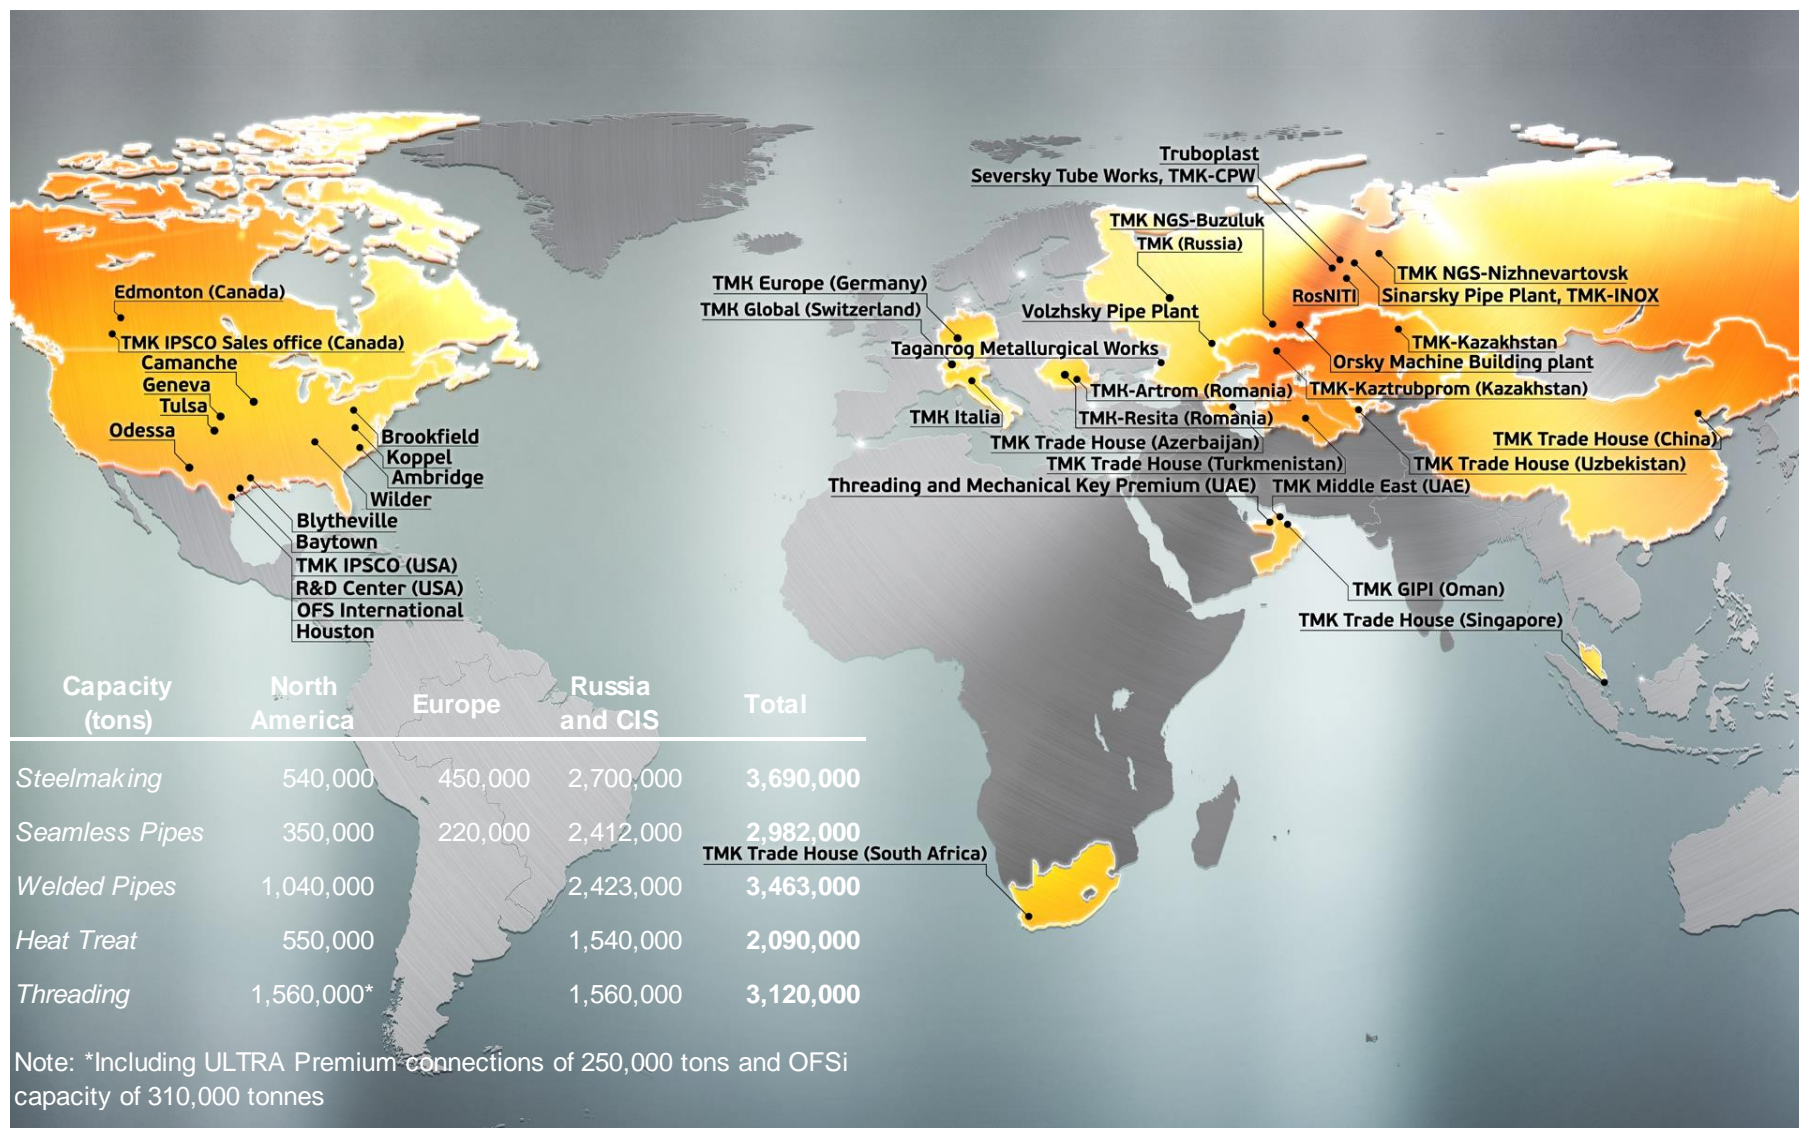 Truboplast
Seversky Tube Works, TMK-CPW
TMK NGS-Buzuluk
TMK (Russia)
TMK NGS-Nizhnevartovsk
RosNITI
Sinarsky Pipe Plant, TMK-INOX
TMK Europe (Germany)
TMK Global (Switzerland)
Volzhsky Pipe Plant
Edmonton (Canada)
TMK IPSCO Sales office (Canada)
TMK-Kazakhstan
Taganrog Metallurgical Works
Orsky Machine Building plant
Camanche
Geneva
Tulsa
Odessa
TMK-Artrom (Romania)
TMK-Kaztrubprom (Kazakhstan)
TMK Italia
TMK-Resita (Romania)
Brookfield
Koppel
Ambridge
Wilder
TMK Trade House (Azerbaijan)
TMK Trade House (China)
TMK Trade House (Turkmenistan)
TMK Trade House (Uzbekistan)
Threading and Mechanical Key Premium (UAE)
TMK Middle East (UAE)
Blytheville
Baytown
TMK IPSCO (USA)
R&D Center (USA)
OFS International
Houston
TMK GIPI (Oman)
TMK Trade House (Singapore)
TMK Trade House (South Africa)
Capacity (tons) North America Europe Russia and CIS Total
Steelmaking 540,000 450,000 2,700,000 3,690,000
Seamless Pipes 350,000 220,000 2,412,000 2,982,000
Welded Pipes 1,040,000 2,423,000 3,463,000
Heat Treat 550,000 1,540,000 2,090,000
Threading 1,560,000* 1,560,000 3,120,000
Note: *Including ULTRA Premium connections of 250,000 tons and OFSi
capacity of 310,000 tonnes